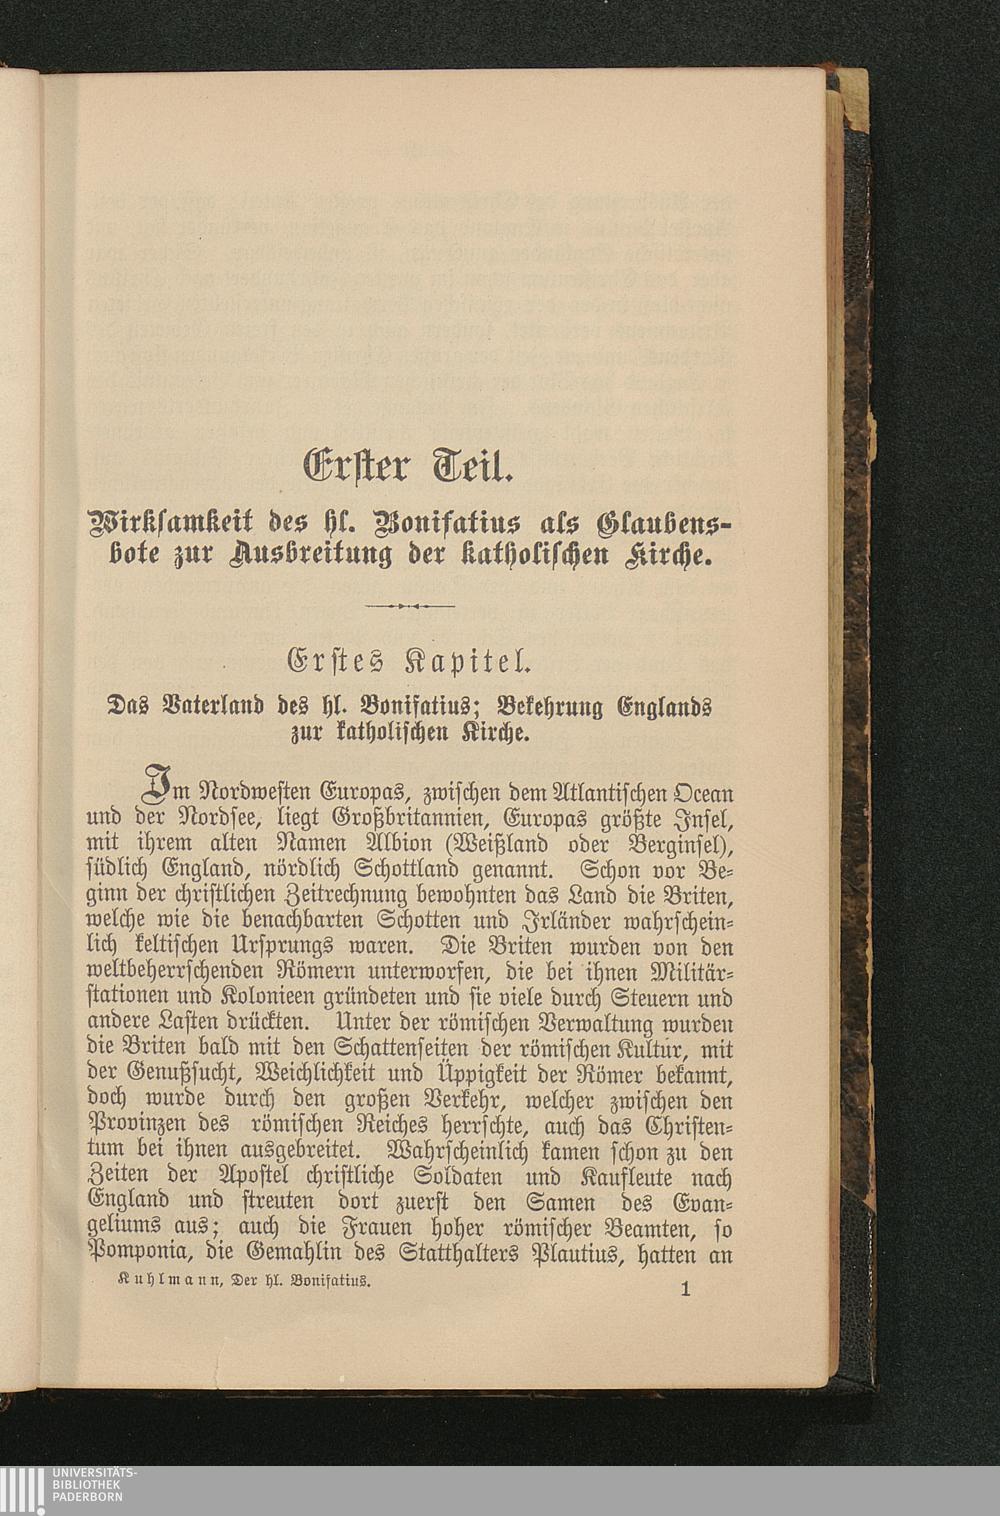 Erster Teil.
Wirksamkeit des hl. Bonifatius als Glaubens-
bote zur Ausbreitung der katholischen Kirche.
Erstes Kapitel.
Das Vaterland des hl. Bonifatius; Bekehrung Englands
zur katholischen Kirche.
Im Nordwesten Europas, zwischen dem Atlantischen Ocean
und der Nordsee, liegt Großbritannien, Europas größte Insel,
mit ihrem alten Namen Albion (Weißland oder Berginsel),
südlich England, nördlich Schottland genannt. Schon vor Be-
ginn der christlichen Zeitrechnung bewohnten das Land die Briten,
welche wie die benachbarten Schotten und Irländer wahrschein-
lich keltischen Ursprungs waren. Die Briten wurden von den
weltbeherrschenden Römern unterworfen, die bei ihnen Militär-
stationen und Kolonieen gründeten und sie viele durch Steuern und
andere Lasten drückten. Unter der römischen Verwaltung wurden
die Briten bald mit den Schattenseiten der römischen Kultur, mit
der Genußsucht, Weichlichkeit und Üppigkeit der Römer bekannt,
doch wurde durch den großen Verkehr, welcher zwischen den
Provinzen des römischen Reiches herrschte, auch das Christen-
tum bei ihnen ausgebreitet. Wahrscheinlich kamen schon zu den
Zeiten der Apostel christliche Soldaten und Kaufleute nach
England und streuten dort zuerst den Samen des Evan-
geliums aus; auch die Frauen hoher römischer Beamten, so
Pomponia, die Gemahlin des Statthalters Plautius, hatten an
Kuhlmann, Der hl. Bonifatius.
1
UNIVERSITÄTS-
BIBLIOTHEK
PADERBORN